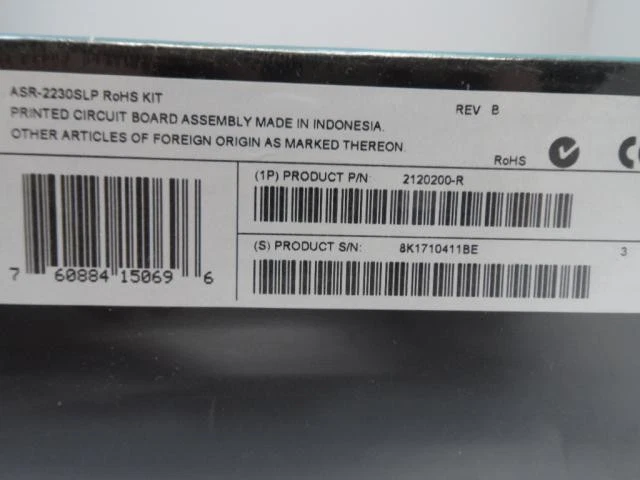 ASR-2230SLP RoHS KIT
REV B
PRINTED CIRCUIT BOARD ASSEMBLY MADE IN INDONESIA.
OTHER ARTICLES OF FOREIGN ORIGIN AS MARKED THEREON.
RoHS
(1P) PRODUCT P/N: 2120200-R
(S) PRODUCT S/N: 8K1710411BE
3
7 60884 15069 6